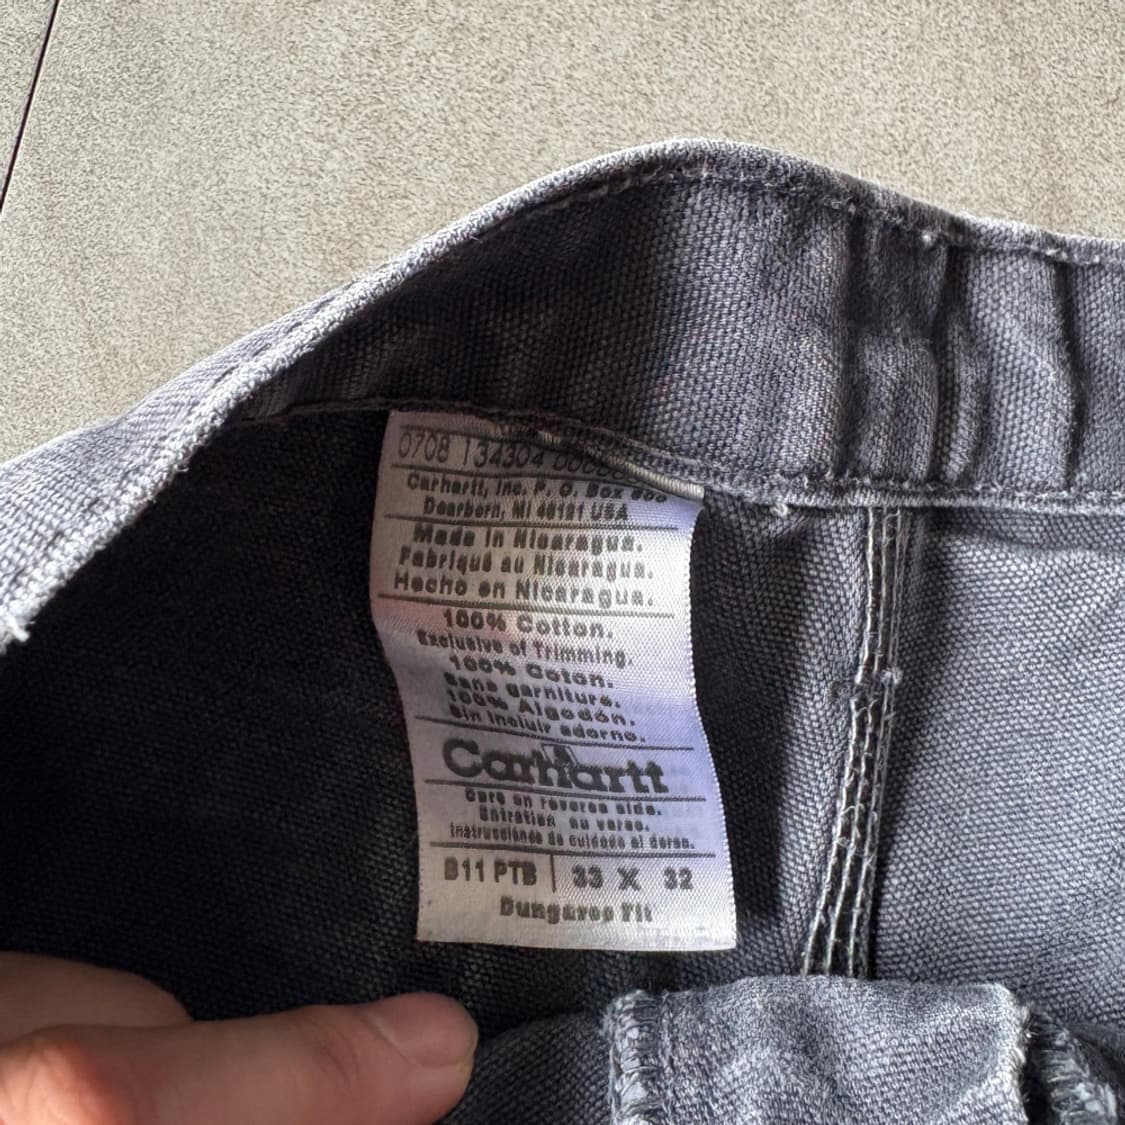 0708 134304
Carhartt, Inc. P. O. Box 600
Dearborn, MI 48121 USA
Made in Nicaragua.
Fabriqué au Nicaragua.
Hecho en Nicaragua.
100% Cotton.
Exclusive of Trimming.
100% Coton.
Sans garniture.
100% Algodón.
Sin incluir adorno.
Carhartt
Care on reverse side.
Entretien au verso.
Instrucciones de cuidado al dorso.
B11 PTB | 33 X 32
Dungaree Fit